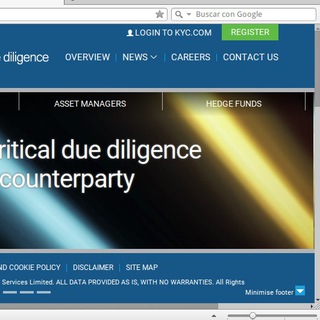 Buscar con Google
LOGIN TO KYC.COM
REGISTER
diligence
OVERVIEW | NEWS | CAREERS | CONTACT US
ASSET MANAGERS
HEDGE FUNDS
ritical due diligence
counterparty
COOKIE POLICY | DISCLAIMER | SITE MAP
Services Limited. ALL DATA PROVIDED AS IS, WITH NO WARRANTIES. All Rights
Minimise footer